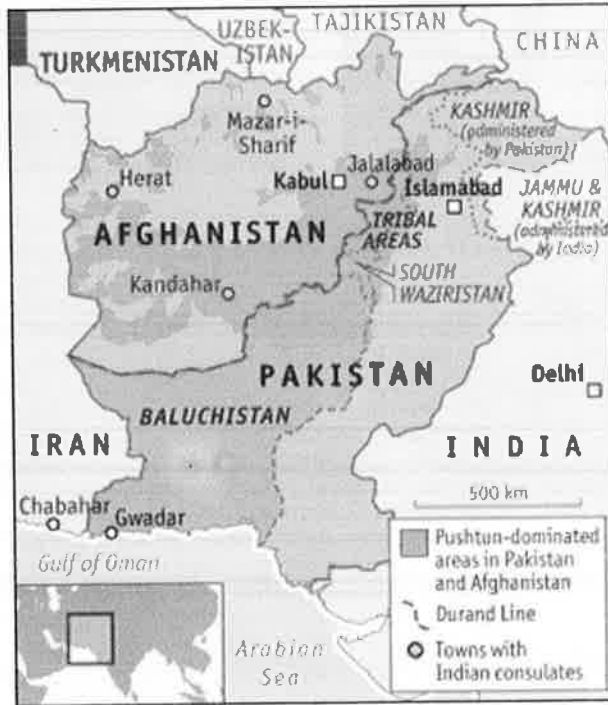 UZBEK-
ISTAN
TAJIKISTAN
CHINA
TURKMENISTAN
Mazar-i-
Sharif
KASHMIR
(administered
by Pakistan)
Herat
Kabul
Jalalabad
Islamabad
JAMMU &
KASHMIR
(administered
by India)
AFGHANISTAN
TRIBAL
AREAS
Kandahar
SOUTH
WAZIRISTAN
PAKISTAN
Delhi
BALUCHISTAN
IRAN
INDIA
500 km
Chabahar
Gwadar
Gulf of Oman
Arabian
Sea
Pushtun-dominated
areas in Pakistan
and Afghanistan
Durand Line
Towns with
Indian consulates